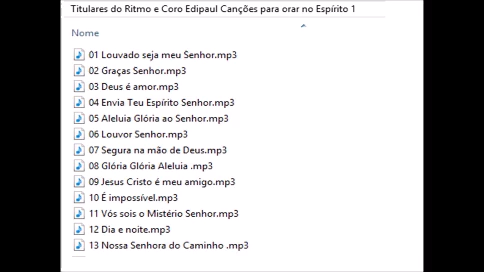 Titulares do Ritmo e Coro Edipaul Canções para orar no Espírito 1
Nome
01 Louvado seja meu Senhor.mp3
02 Graças Senhor.mp3
03 Deus é amor.mp3
04 Envia Teu Espírito Senhor.mp3
05 Aleluia Glória ao Senhor.mp3
06 Louvor Senhor.mp3
07 Segura na mão de Deus.mp3
08 Glória Glória Aleluia .mp3
09 Jesus Cristo é meu amigo.mp3
10 É impossível.mp3
11 Vós sois o Mistério Senhor.mp3
12 Dia e noite.mp3
13 Nossa Senhora do Caminho .mp3